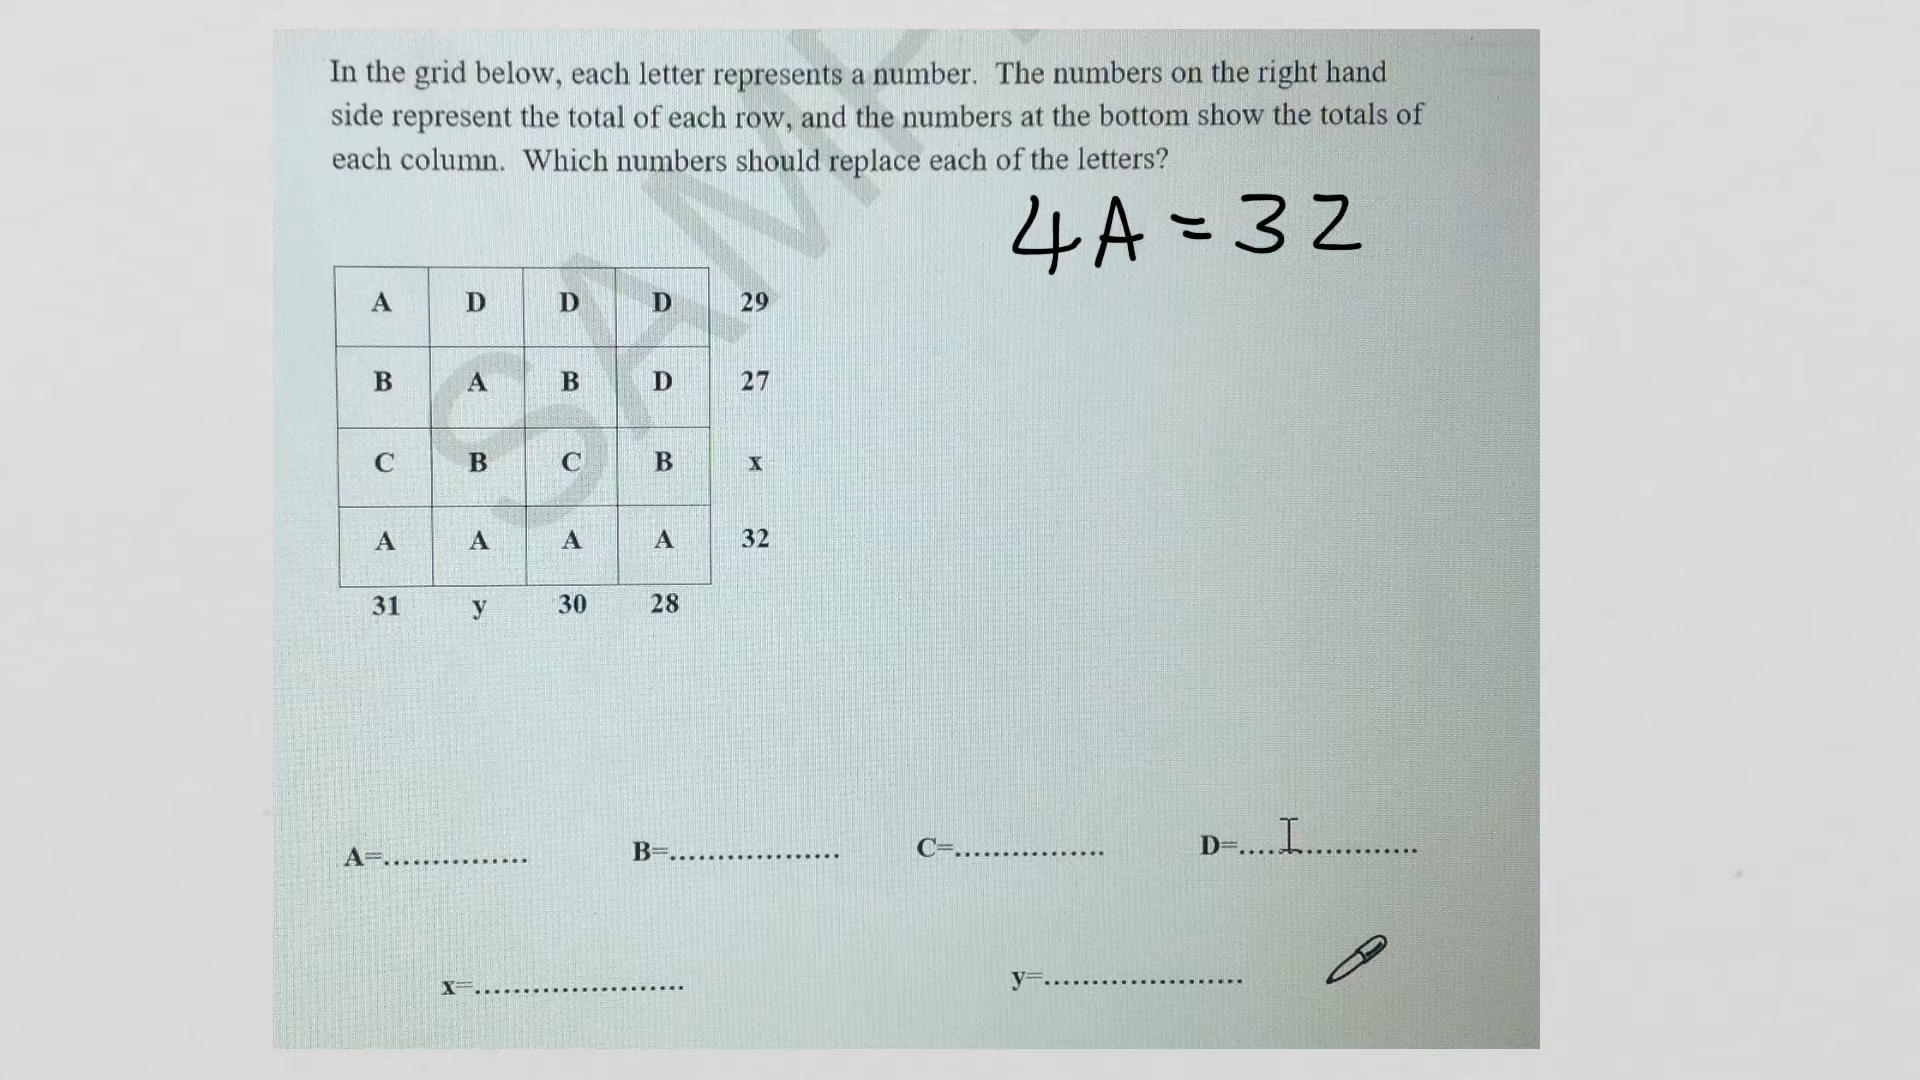 In the grid below, each letter represents a number. The numbers on the right hand
side represent the total of each row, and the numbers at the bottom show the totals of
each column. Which numbers should replace each of the letters?
4A=32
A D D D 29
B A B D 27
C B C B x
A A A A 32
31 y 30 28
A=............... B=.................. C=................ D=...................
x=...................... y=.....................
SAMP